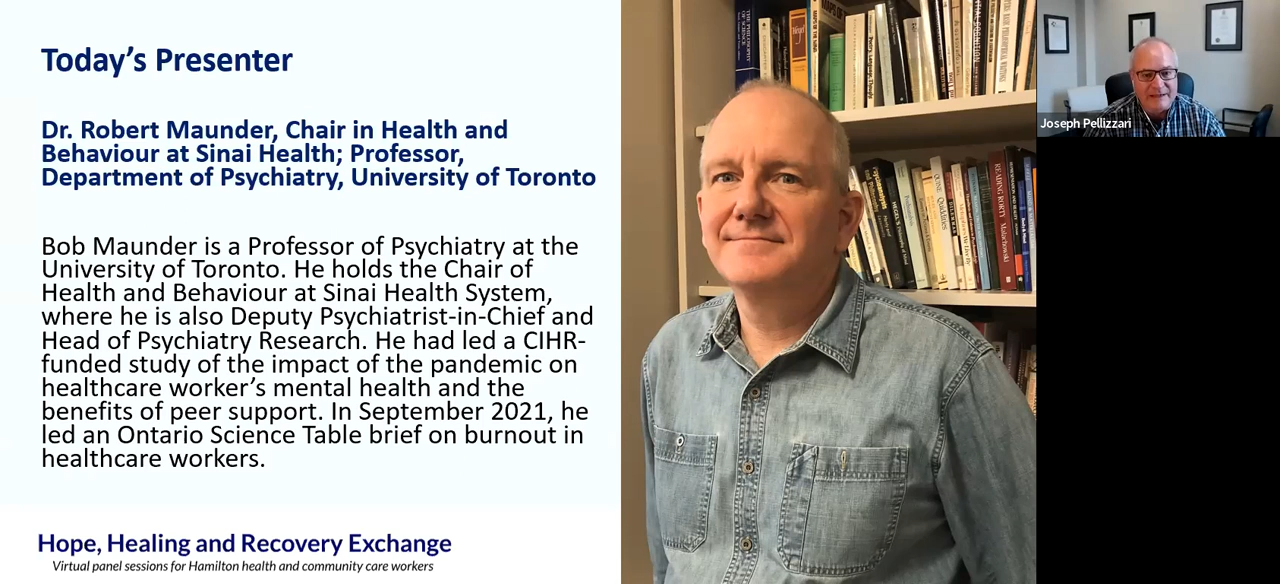 Today's Presenter
Dr. Robert Maunder, Chair in Health and
Behaviour at Sinai Health; Professor,
Department of Psychiatry, University of Toronto
Bob Maunder is a Professor of Psychiatry at the
University of Toronto. He holds the Chair of
Health and Behaviour at Sinai Health System,
where he is also Deputy Psychiatrist-in-Chief and
Head of Psychiatry Research. He had led a CIHR-
funded study of the impact of the pandemic on
healthcare worker's mental health and the
benefits of peer support. In September 2021, he
led an Ontario Science Table brief on burnout in
healthcare workers.
Hope, Healing and Recovery Exchange
Virtual panel sessions for Hamilton health and community care workers
Joseph Pellizzari
READING RORTY
Malachowski